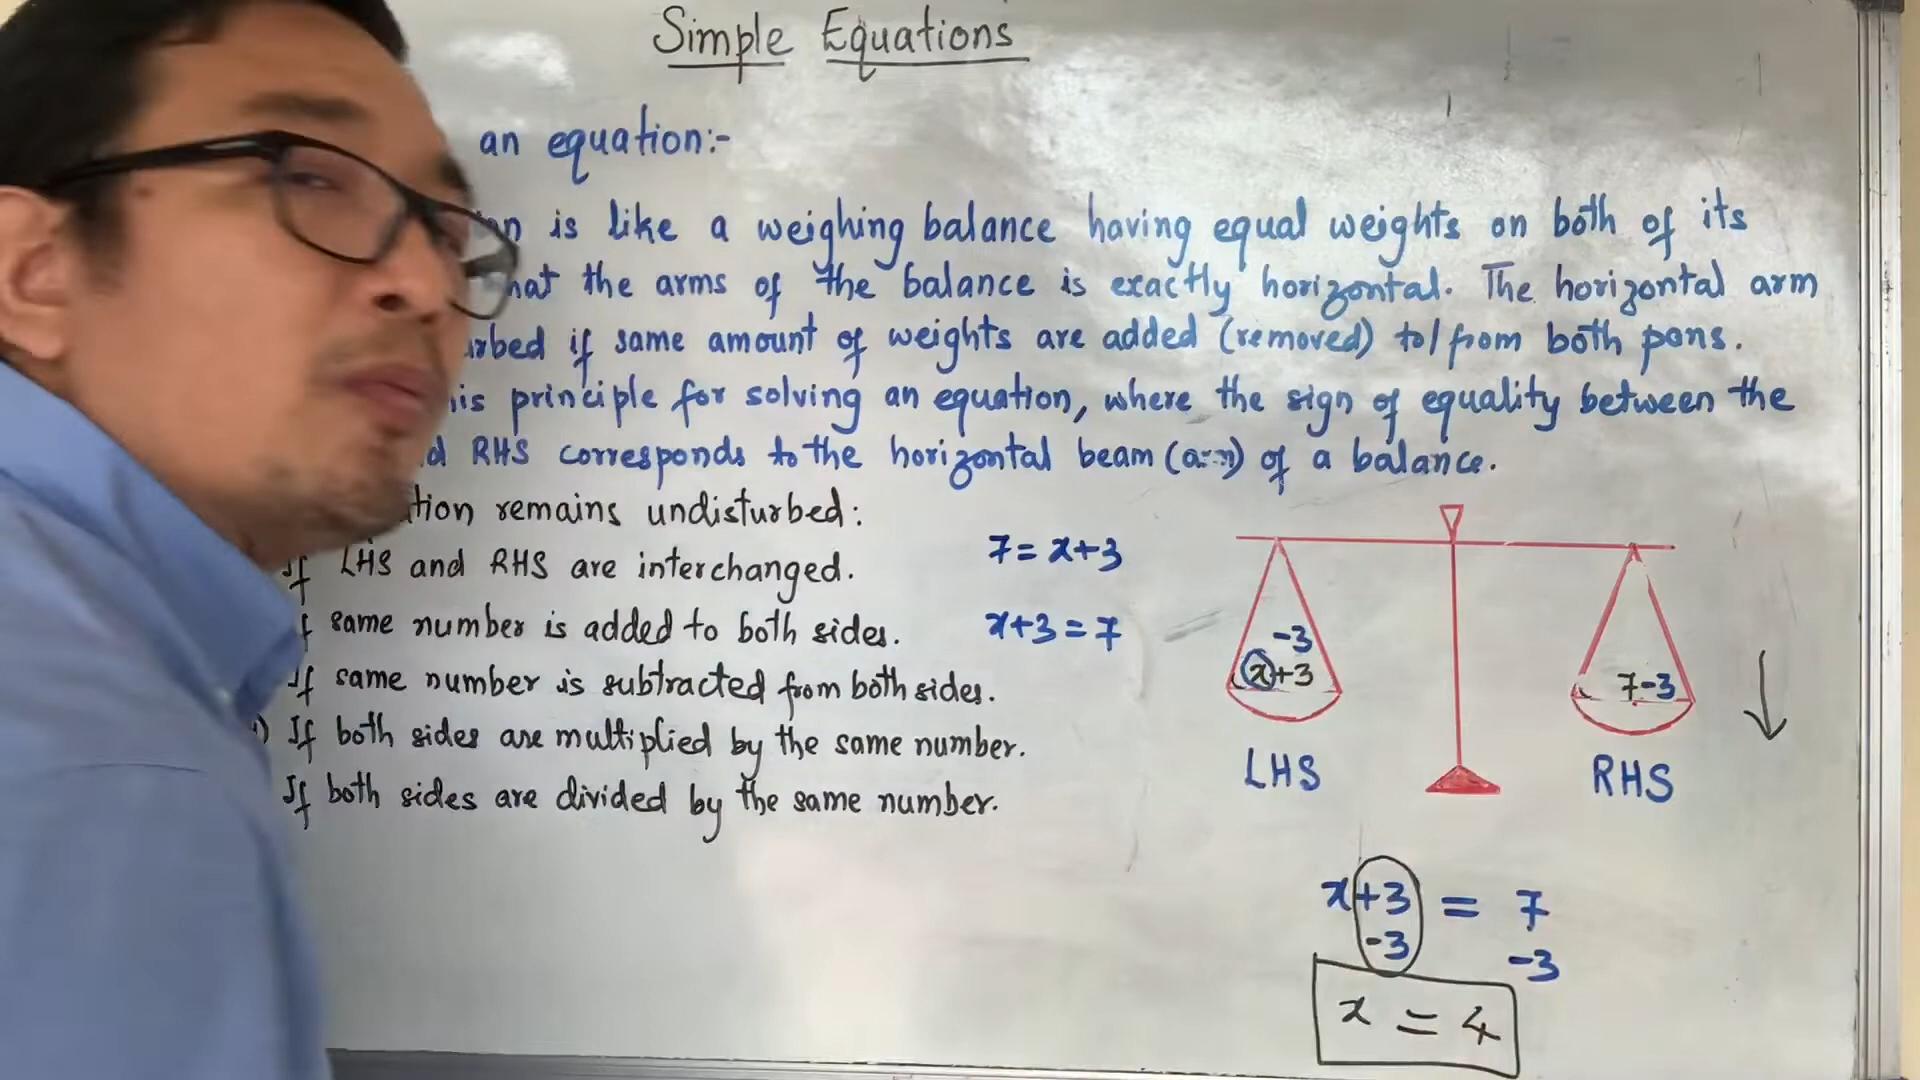 Simple Equations
an equation:-
is like a weighing balance having equal weights on both of its
the arms of the balance is exactly horizontal. The horizontal arm
if same amount of weights are added (removed) to/from both pans.
principle for solving an equation, where the sign of equality between the
RHS corresponds to the horizontal beam (arm) of a balance.
remains undisturbed:
If LHS and RHS are interchanged.
same number is added to both sides.
If same number is subtracted from both sides.
) If both sides are multiplied by the same number.
If both sides are divided by the same number.
7 = x+3
x+3 = 7
-3
x+3
7-3
LHS
RHS
x+3 = 7
-3 -3
x = 4